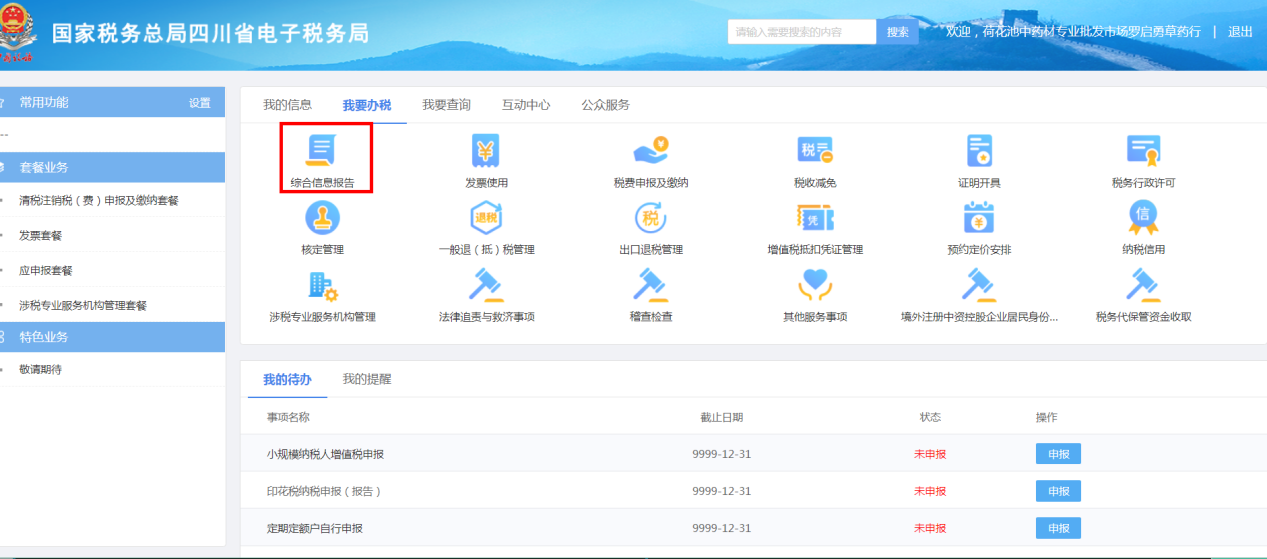 国家税务总局四川省电子税务局
请输入需要搜索的内容 搜索 欢迎，荷花池中药材专业批发市场罗启勇草药行 | 退出
常用功能 设置
--
套餐业务
清税注销税（费）申报及缴纳套餐
发票套餐
应申报套餐
涉税专业服务机构管理套餐
特色业务
敬请期待
我的信息 我要办税 我要查询 互动中心 公众服务
综合信息报告 发票使用 税费申报及缴纳 税收减免 证明开具 税务行政许可
核定管理 一般退（抵）税管理 出口退税管理 增值税抵扣凭证管理 预约定价安排 纳税信用
涉税专业服务机构管理 法律追责与救济事项 稽查检查 其他服务事项 境外注册中资控股企业居民身份... 税务代保管资金收取
我的待办 我的提醒
事项名称 截止日期 状态 操作
小规模纳税人增值税申报 9999-12-31 未申报 申报
印花税纳税申报（报告） 9999-12-31 未申报 申报
定期定额户自行申报 9999-12-31 未申报 申报